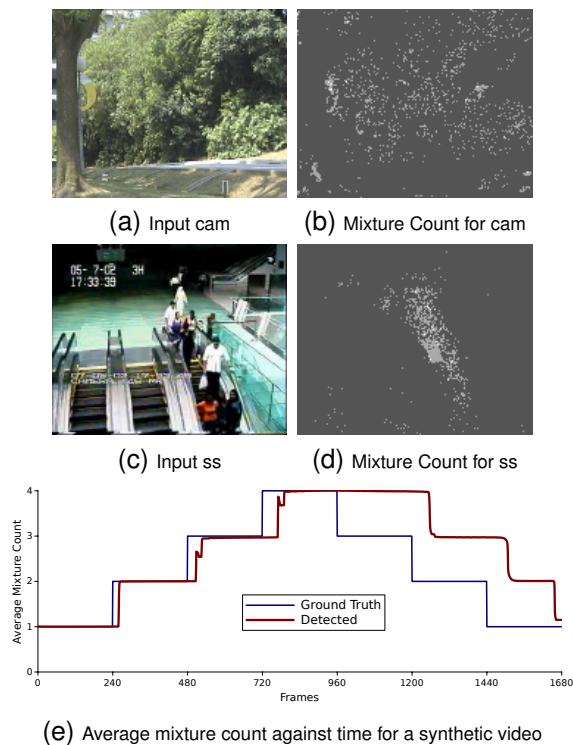 (a) Input cam
(b) Mixture Count for cam
05- 7-02 3H
17:33:39
(c) Input ss
(d) Mixture Count for ss
4
3
2
1
0
Average Mixture Count
Ground Truth
Detected
0 240 480 720 960 1200 1440 1680
Frames
(e) Average mixture count against time for a synthetic video